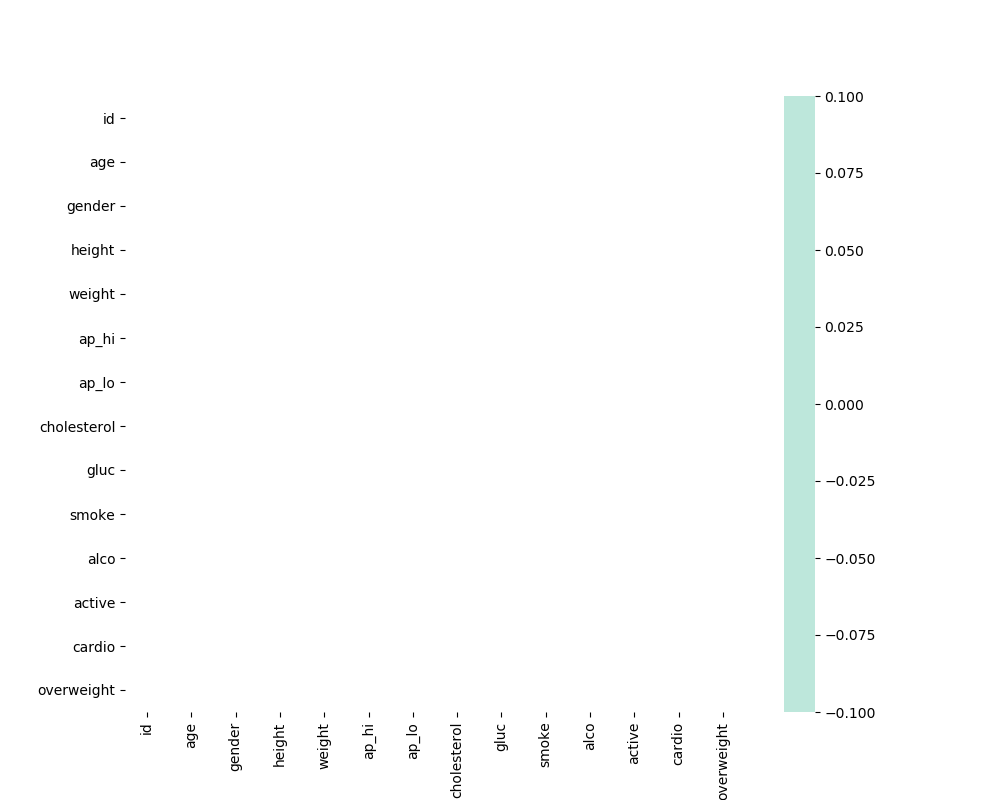 id
age
gender
height
weight
ap_hi
ap_lo
cholesterol
gluc
smoke
alco
active
cardio
overweight
id
age
gender
height
weight
ap_hi
ap_lo
cholesterol
gluc
smoke
alco
active
cardio
overweight
0.100
0.075
0.050
0.025
0.000
−0.025
−0.050
−0.075
−0.100